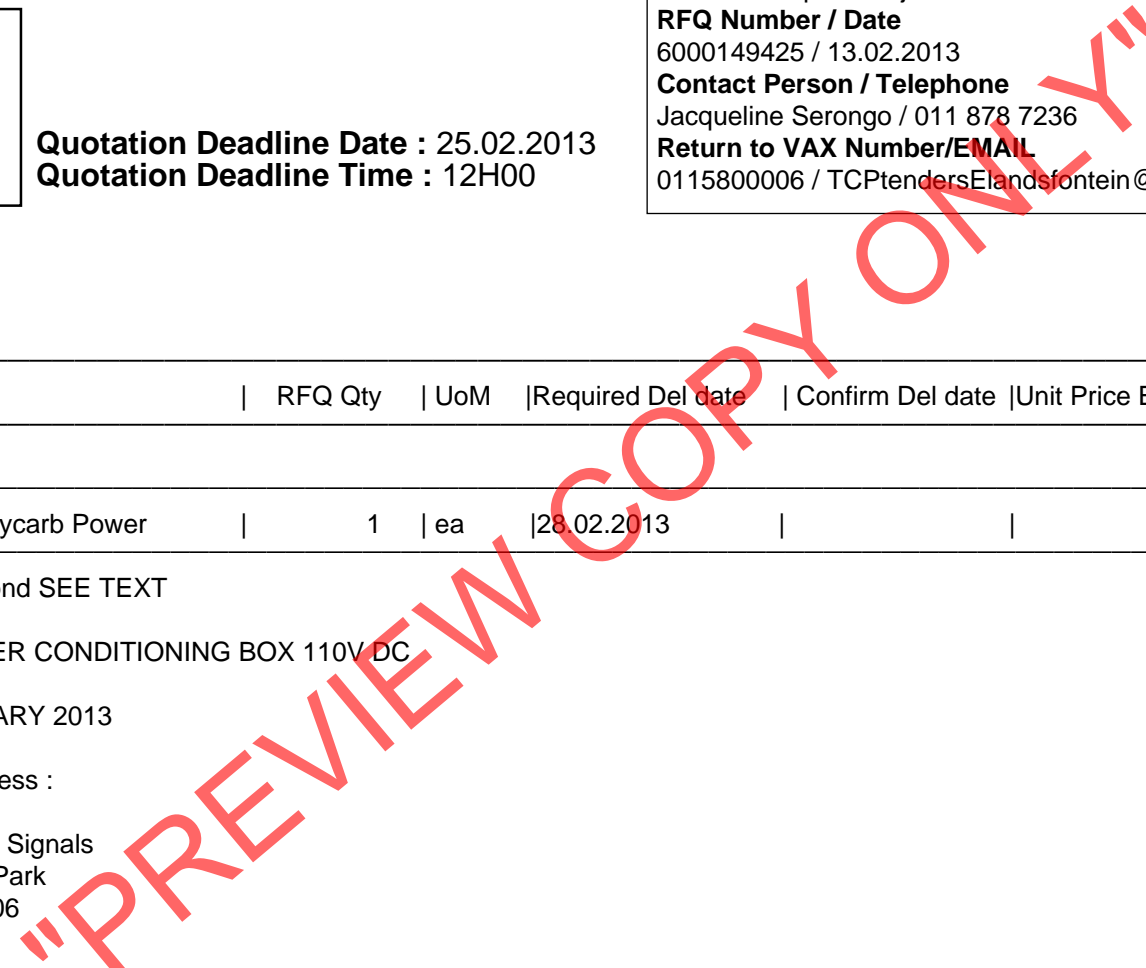 RFQ Number / Date
6000149425 / 13.02.2013
Contact Person / Telephone
Jacqueline Serongo / 011 878 7236
Return to VAX Number/EMAIL
0115800006 / TCPtendersElandsfontein@
Quotation Deadline Date : 25.02.2013
Quotation Deadline Time : 12H00
| RFQ Qty | UoM |Required Del date | Confirm Del date |Unit Price E
ycarb Power | 1 | ea |28.02.2013 | |
ond SEE TEXT
ER CONDITIONING BOX 110V DC
ARY 2013
ess :
Signals
Park
06
"PREVIEW COPY ONLY"